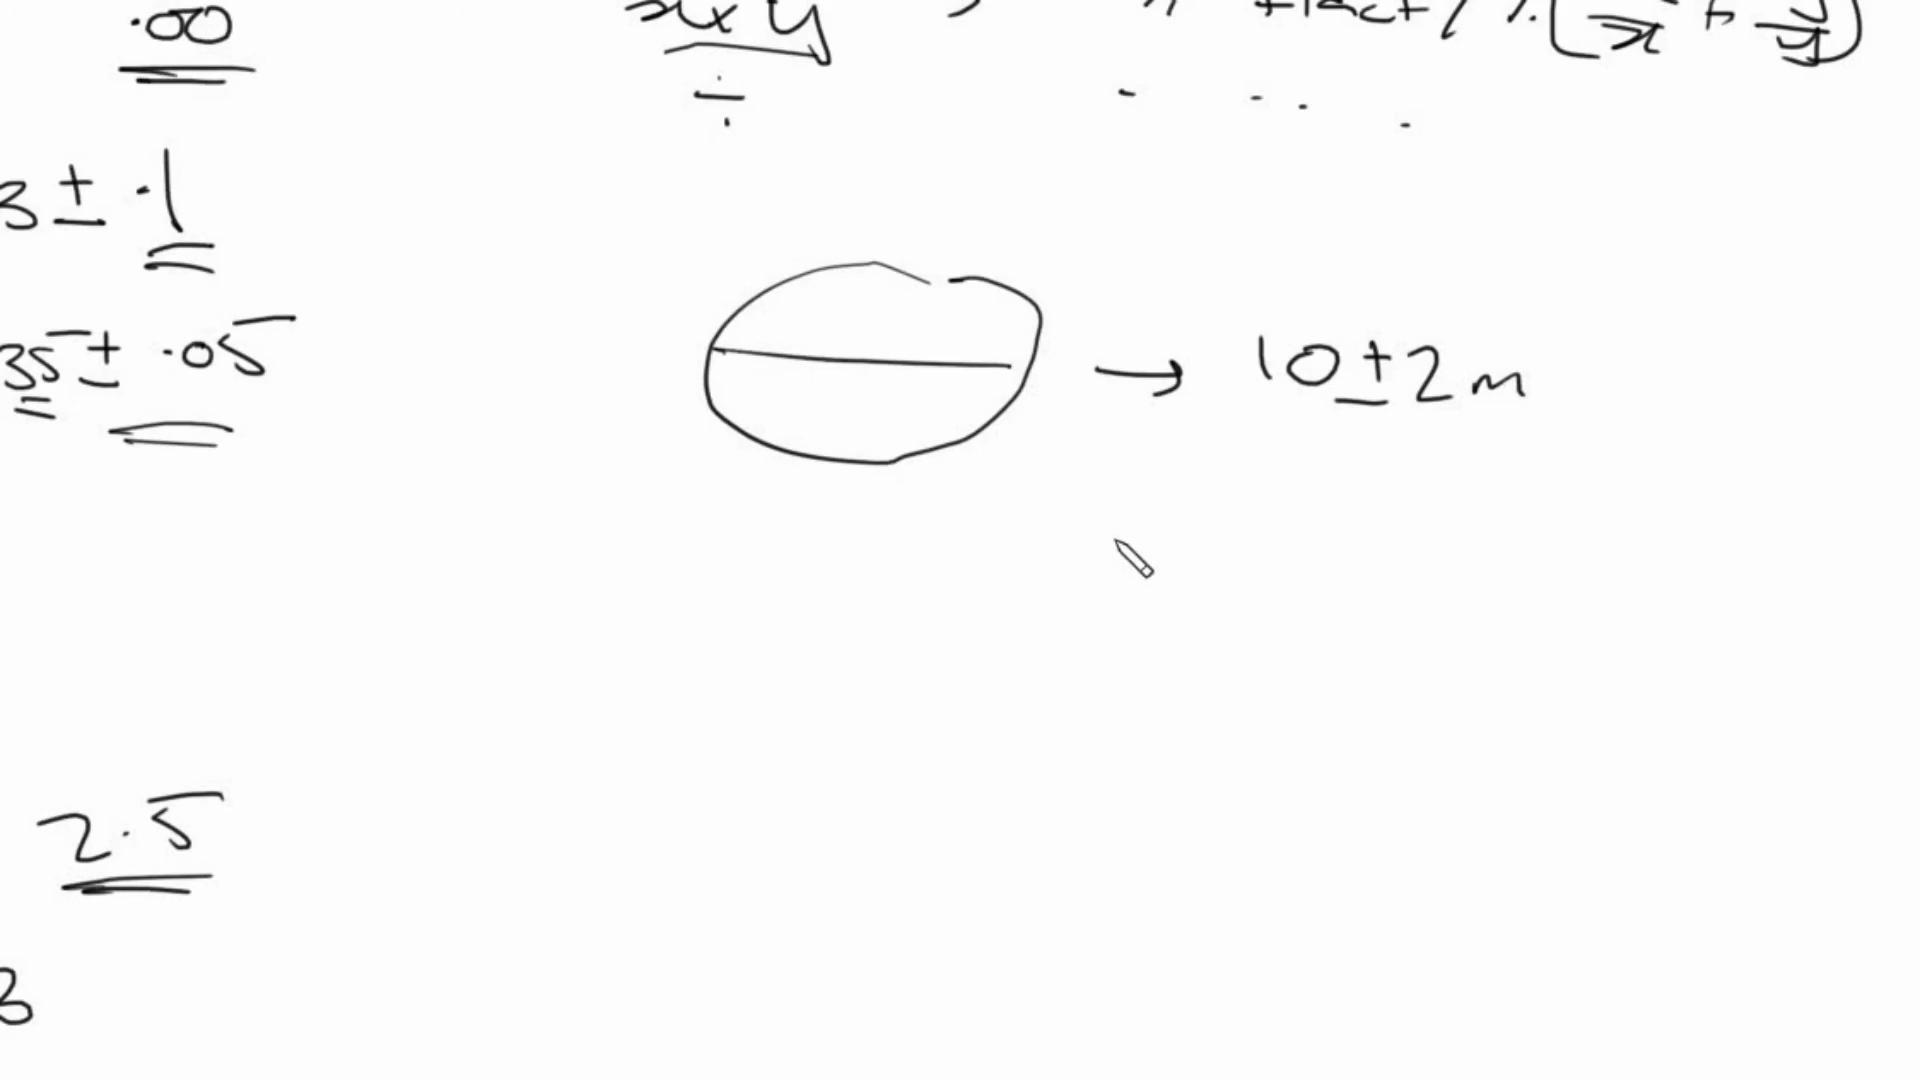 .00
x x y
÷
3 ± .1
35 ± .05
→ 10 ± 2 m
2.5
3